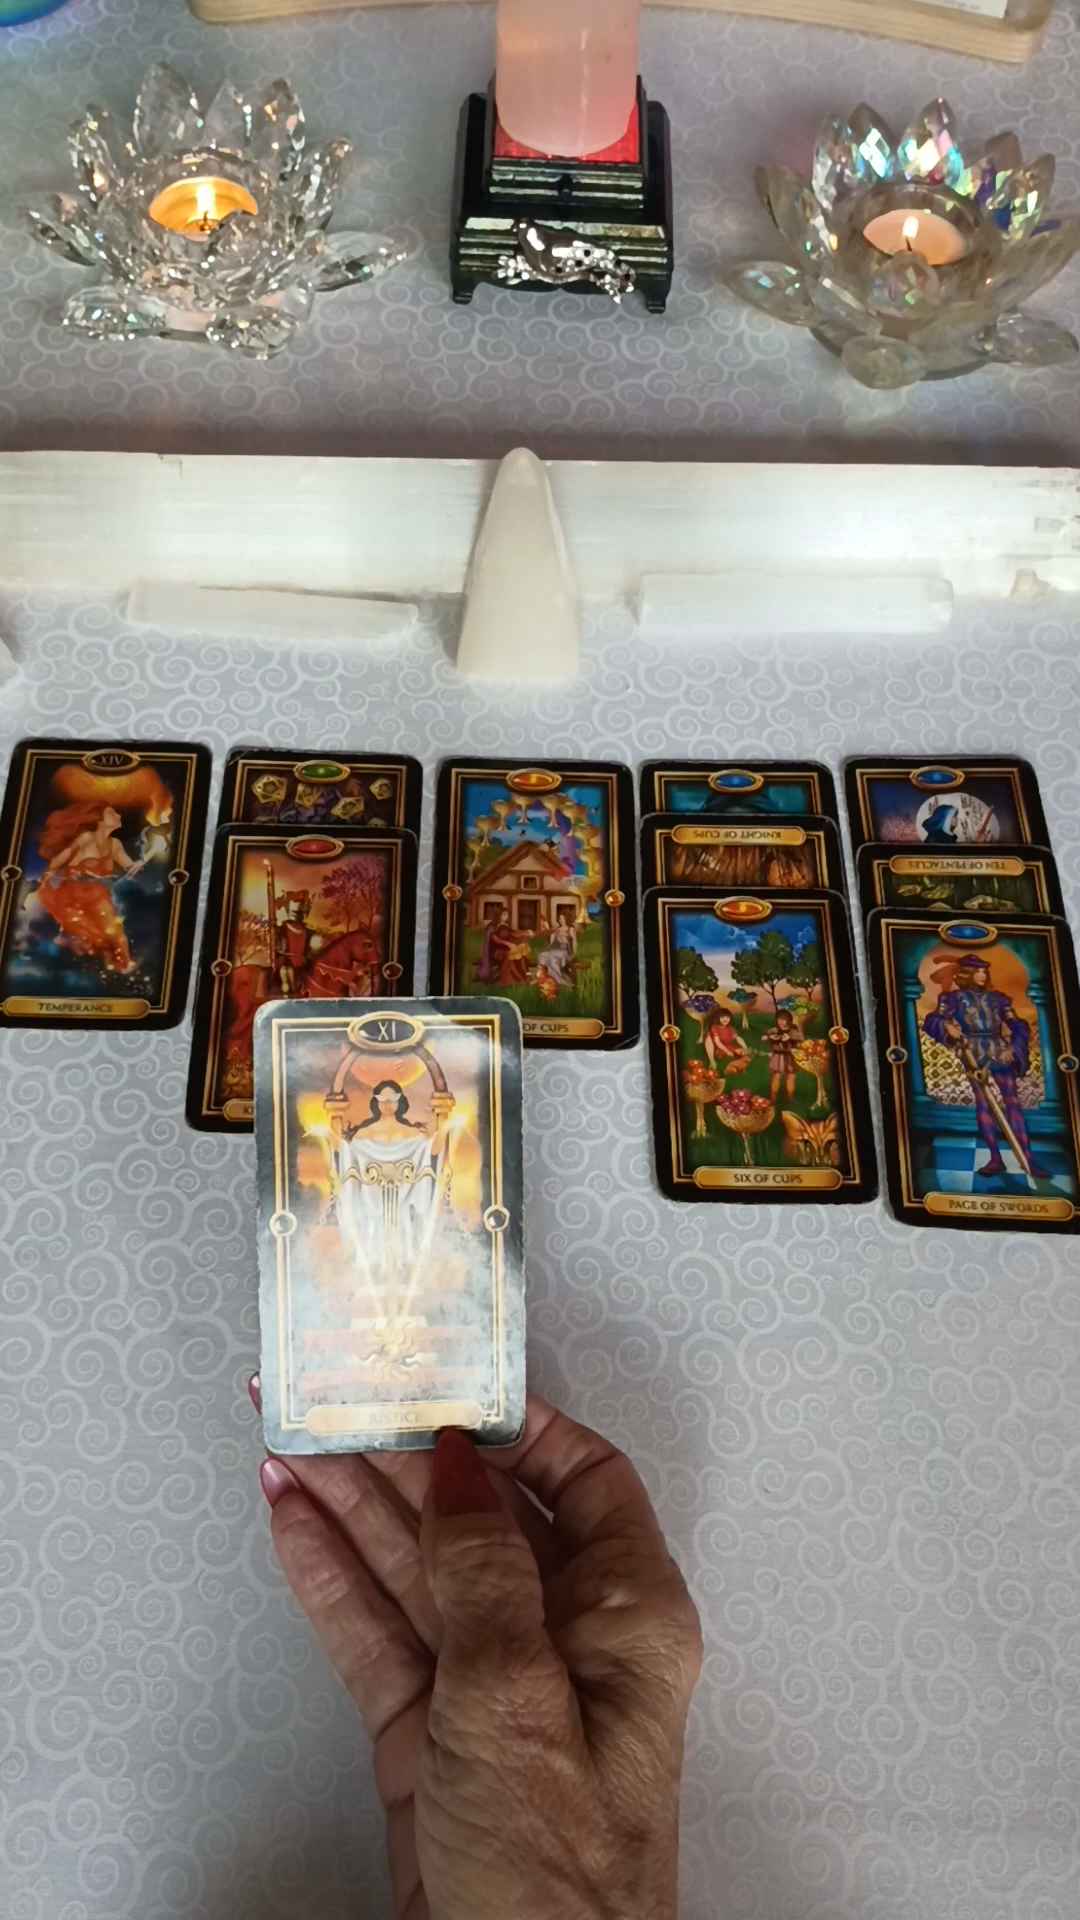 XIV
TEMPERANCE
OF CUPS
KNIGHT OF CUPS
SIX OF CUPS
TEN OF PENTACLES
PAGE OF SWORDS
XI
JUSTICE